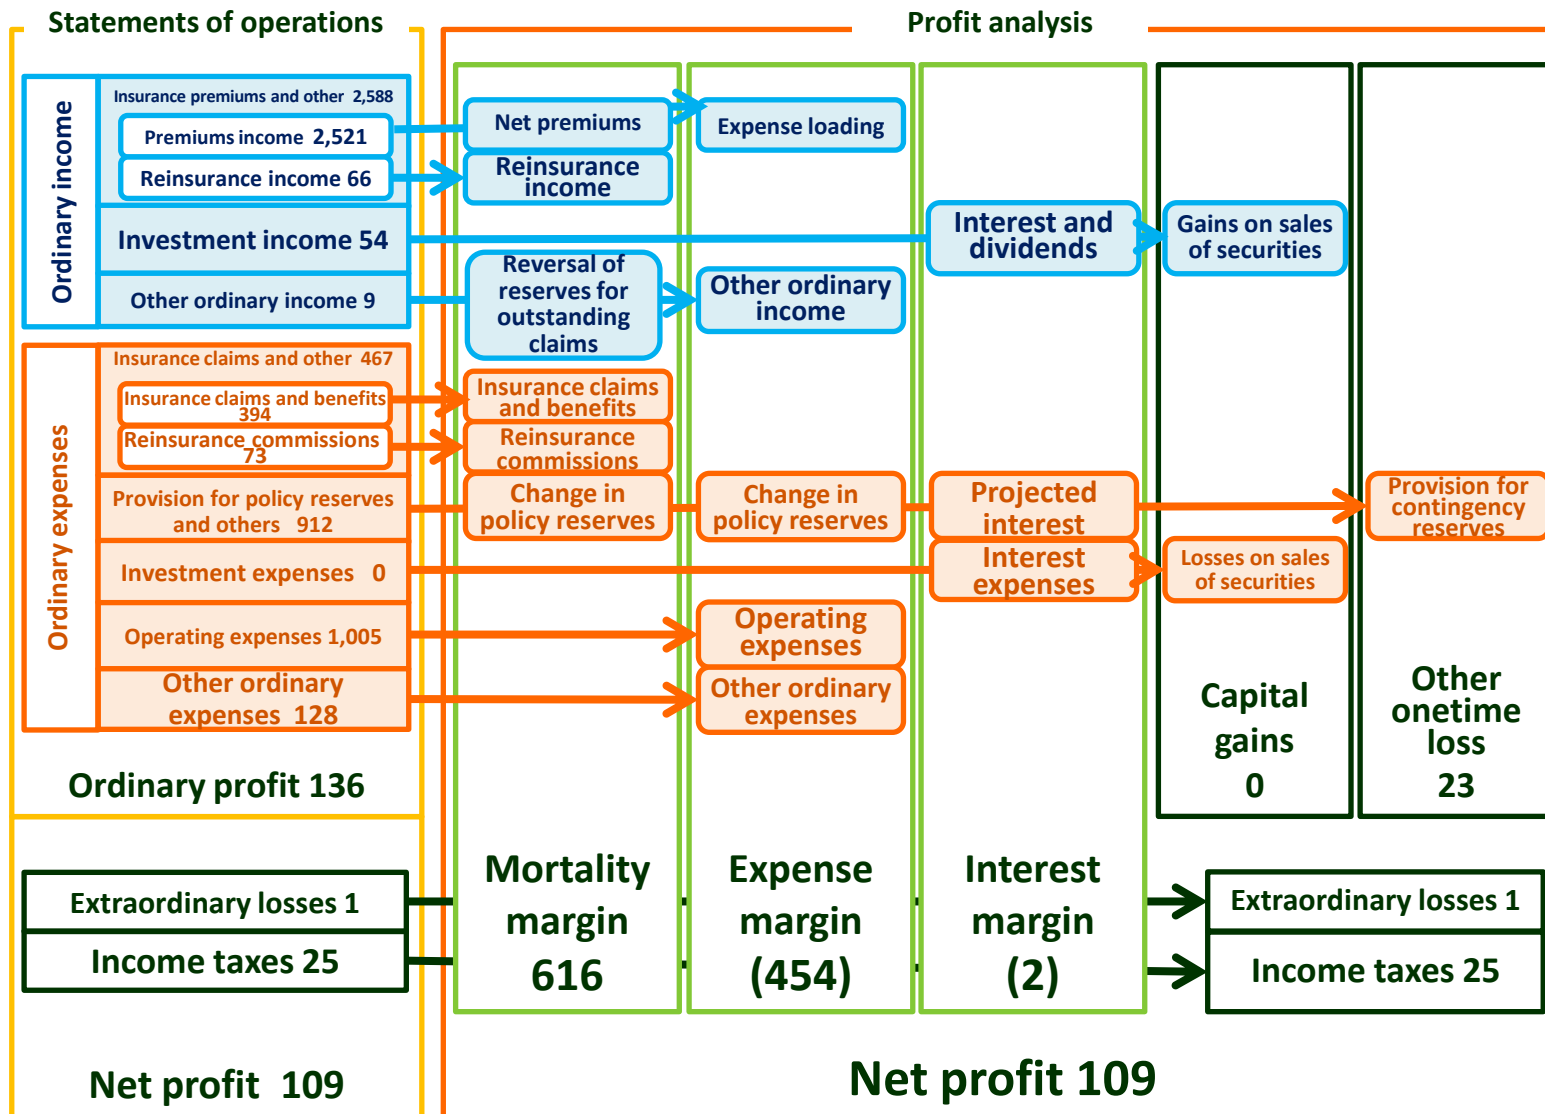 Statements of operations
Profit analysis
Ordinary income
Insurance premiums and other 2,588
Premiums income 2,521
Reinsurance income 66
Investment income 54
Other ordinary income 9
Net premiums
Expense loading
Reinsurance
income
Interest and
dividends
Gains on sales
of securities
Reversal of
reserves for
outstanding
claims
Other ordinary
income
Ordinary expenses
Insurance claims and other 467
Insurance claims and benefits
394
Reinsurance commissions
73
Provision for policy reserves
and others 912
Investment expenses 0
Operating expenses 1,005
Other ordinary
expenses 128
Insurance claims
and benefits
Reinsurance
commissions
Change in
policy reserves
Change in
policy reserves
Projected
interest
Provision for
contingency
reserves
Interest
expenses
Losses on sales
of securities
Operating
expenses
Other ordinary
expenses
Capital
gains
0
Other
onetime
loss
23
Ordinary profit 136
Mortality
margin
616
Expense
margin
(454)
Interest
margin
(2)
Extraordinary losses 1
Income taxes 25
Extraordinary losses 1
Income taxes 25
Net profit 109
Net profit 109